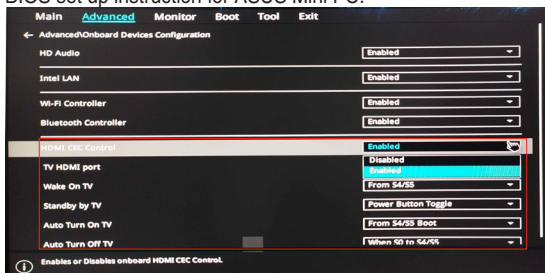 BIOS set up instruction for ASUS Mini PC:
Main Advanced Monitor Boot Tool Exit
← Advanced\Onboard Devices Configuration
HD Audio Enabled
Intel LAN Enabled
Wi-Fi Controller Enabled
Bluetooth Controller Enabled
HDMI CEC Control Enabled
Disabled
TV HDMI port Enabled
Wake On TV From S4/S5
Standby by TV Power Button Toggle
Auto Turn On TV From S4/S5 Boot
Auto Turn Off TV When S0 to S4/S5
Enables or Disables onboard HDMI CEC Control.